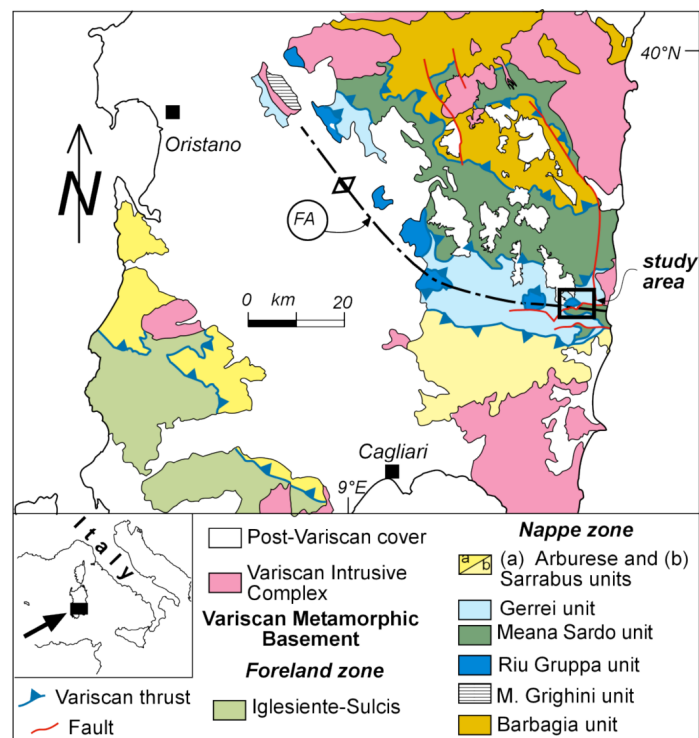 40°N
Oristano
N
FA
0 km 20
study
area
Cagliari
9°E
Italy
Post-Variscan cover
Variscan Intrusive
Complex
Variscan Metamorphic
Basement
Foreland zone
Iglesiente-Sulcis
Variscan thrust
Fault
Nappe zone
a
b
(a) Arburese and (b)
Sarrabus units
Gerrei unit
Meana Sardo unit
Riu Gruppa unit
M. Grighini unit
Barbagia unit